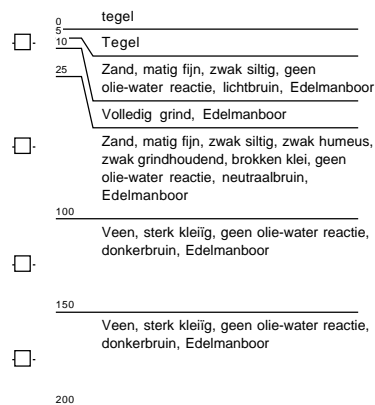 0 tegel
5
Tegel
10
Zand, matig fijn, zwak siltig, geen
olie-water reactie, lichtbruin, Edelmanboor
25
Volledig grind, Edelmanboor
Zand, matig fijn, zwak siltig, zwak humeus,
zwak grindhoudend, brokken klei, geen
olie-water reactie, neutraalbruin,
Edelmanboor
100
Veen, sterk kleiïg, geen olie-water reactie,
donkerbruin, Edelmanboor
150
Veen, sterk kleiïg, geen olie-water reactie,
donkerbruin, Edelmanboor
200